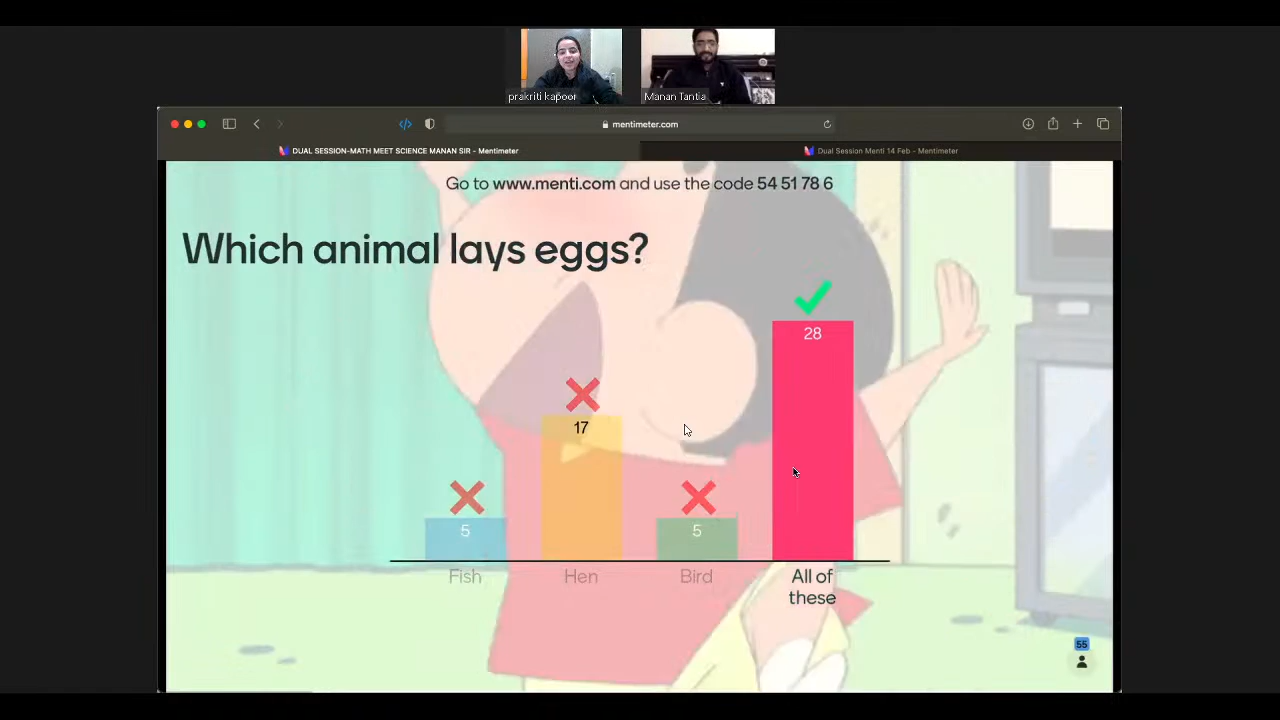 prakriti kapoor
Manan Tantia
mentimeter.com
DUAL SESSION-MATH MEET SCIENCE MANAN SIR - Mentimeter
Dual Session Menti 14 Feb - Mentimeter
Go to www.menti.com and use the code 54 51 78 6
Which animal lays eggs?
28
17
5
5
Fish
Hen
Bird
All of
these
55